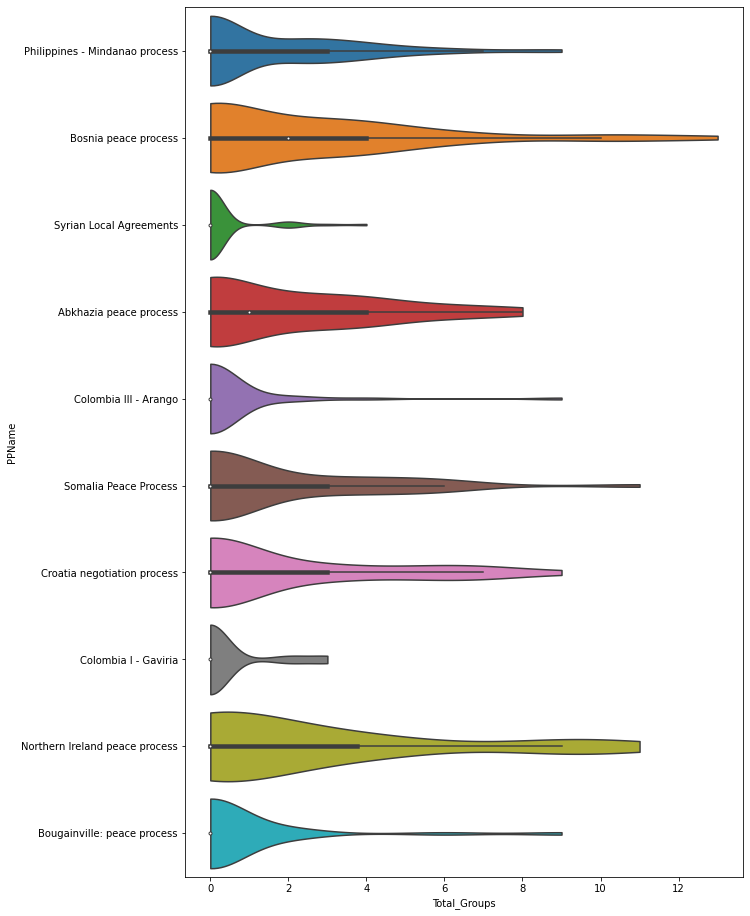 Philippines - Mindanao process
Bosnia peace process
Syrian Local Agreements
Abkhazia peace process
Colombia III - Arango
PPName
Somalia Peace Process
Croatia negotiation process
Colombia I - Gaviria
Northern Ireland peace process
Bougainville: peace process
0 2 4 6 8 10 12
Total_Groups